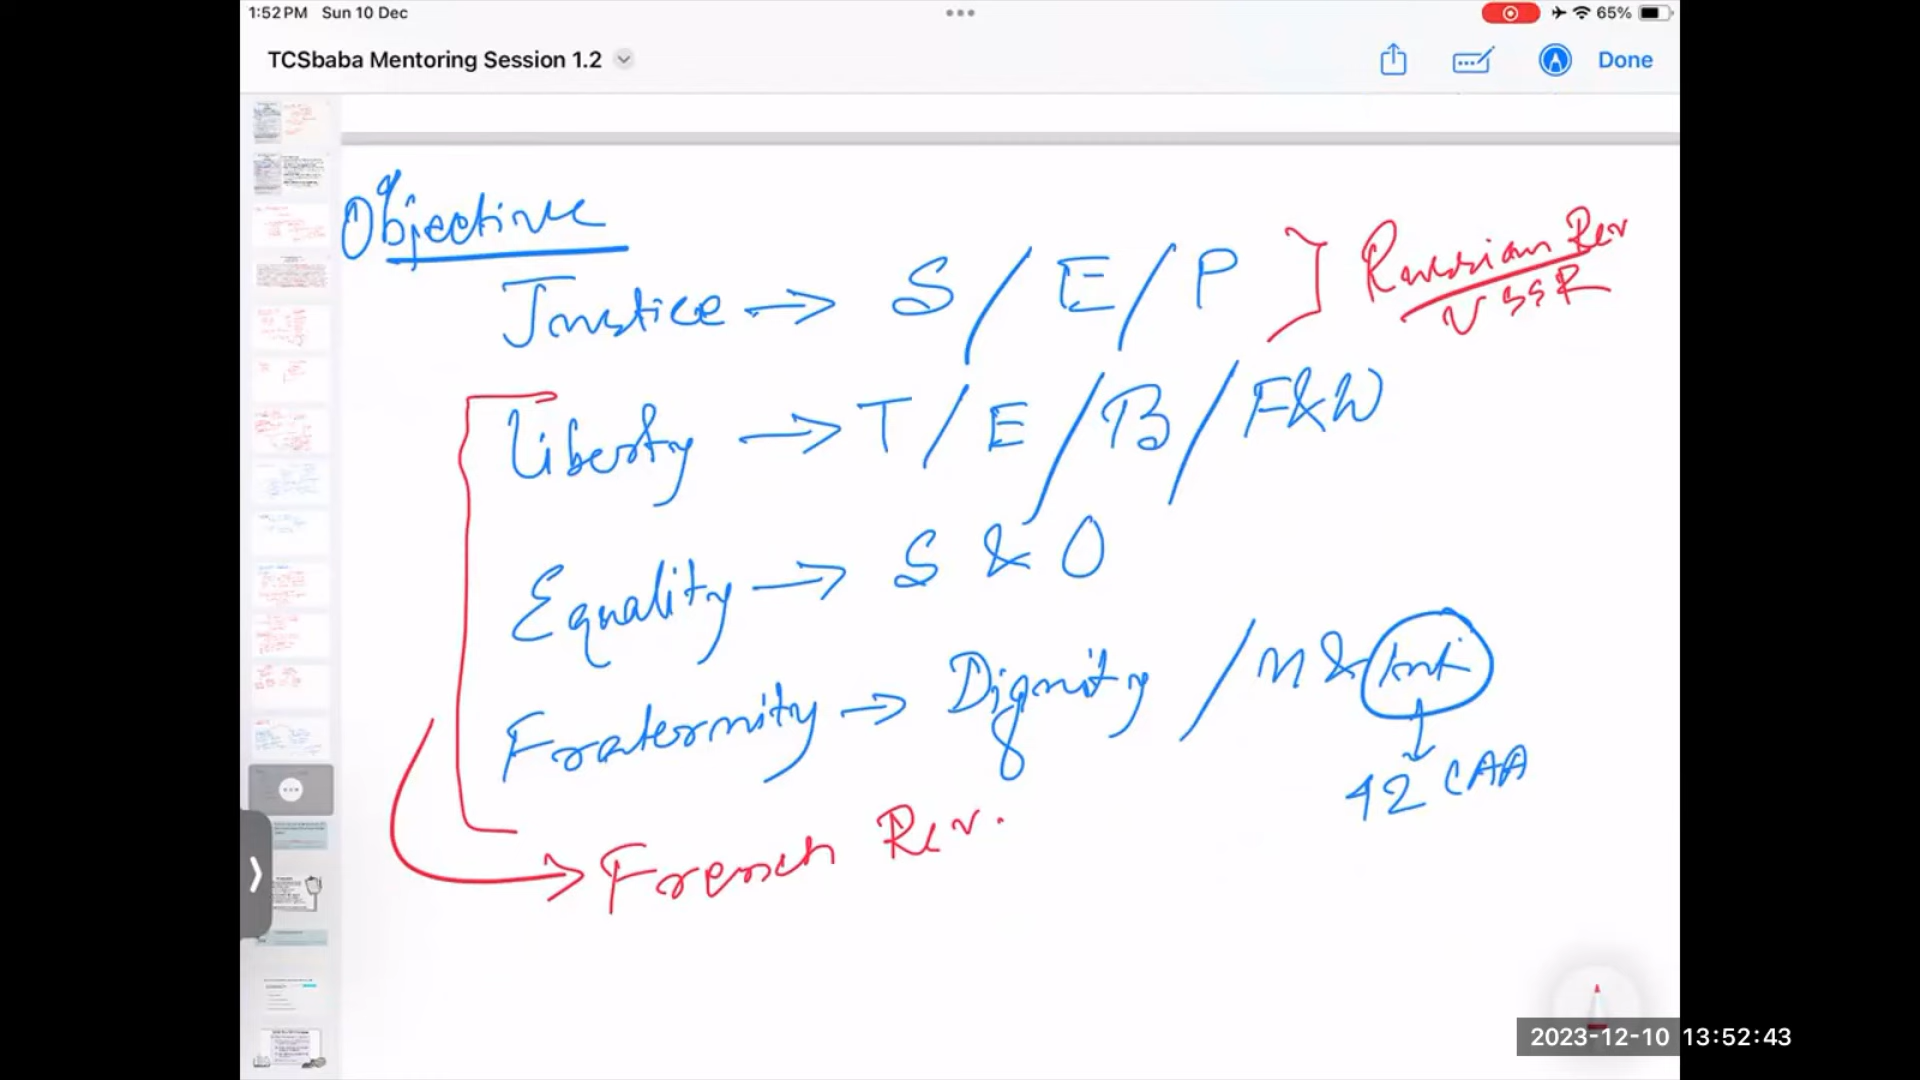 1:52 PM Sun 10 Dec
65%
TCSbaba Mentoring Session 1.2
Done
Objective
Justice → S / E / P ] Russian Rev
USSR
Liberty → T / E / B / F&W
Equality → S & O
Fraternity → Dignity / U & Int
42 CAA
French Rev.
2023-12-10 13:52:43